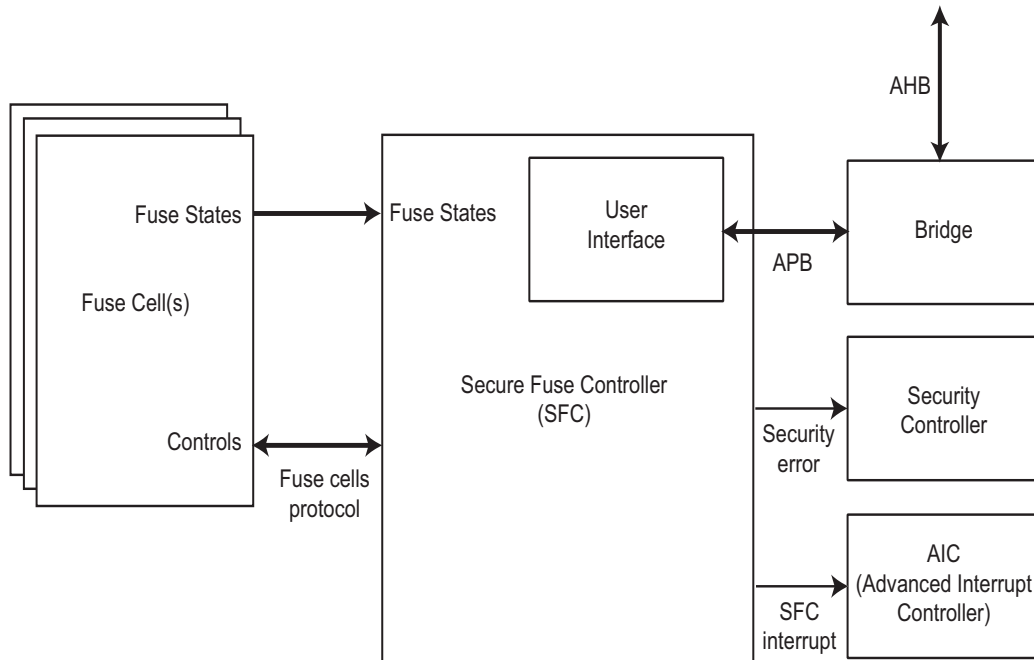 AHB
Fuse States
Fuse Cell(s)
Controls
Fuse cells
protocol
Fuse States
User
Interface
Secure Fuse Controller
(SFC)
APB
Bridge
Security
error
Security
Controller
SFC
interrupt
AIC
(Advanced Interrupt
Controller)